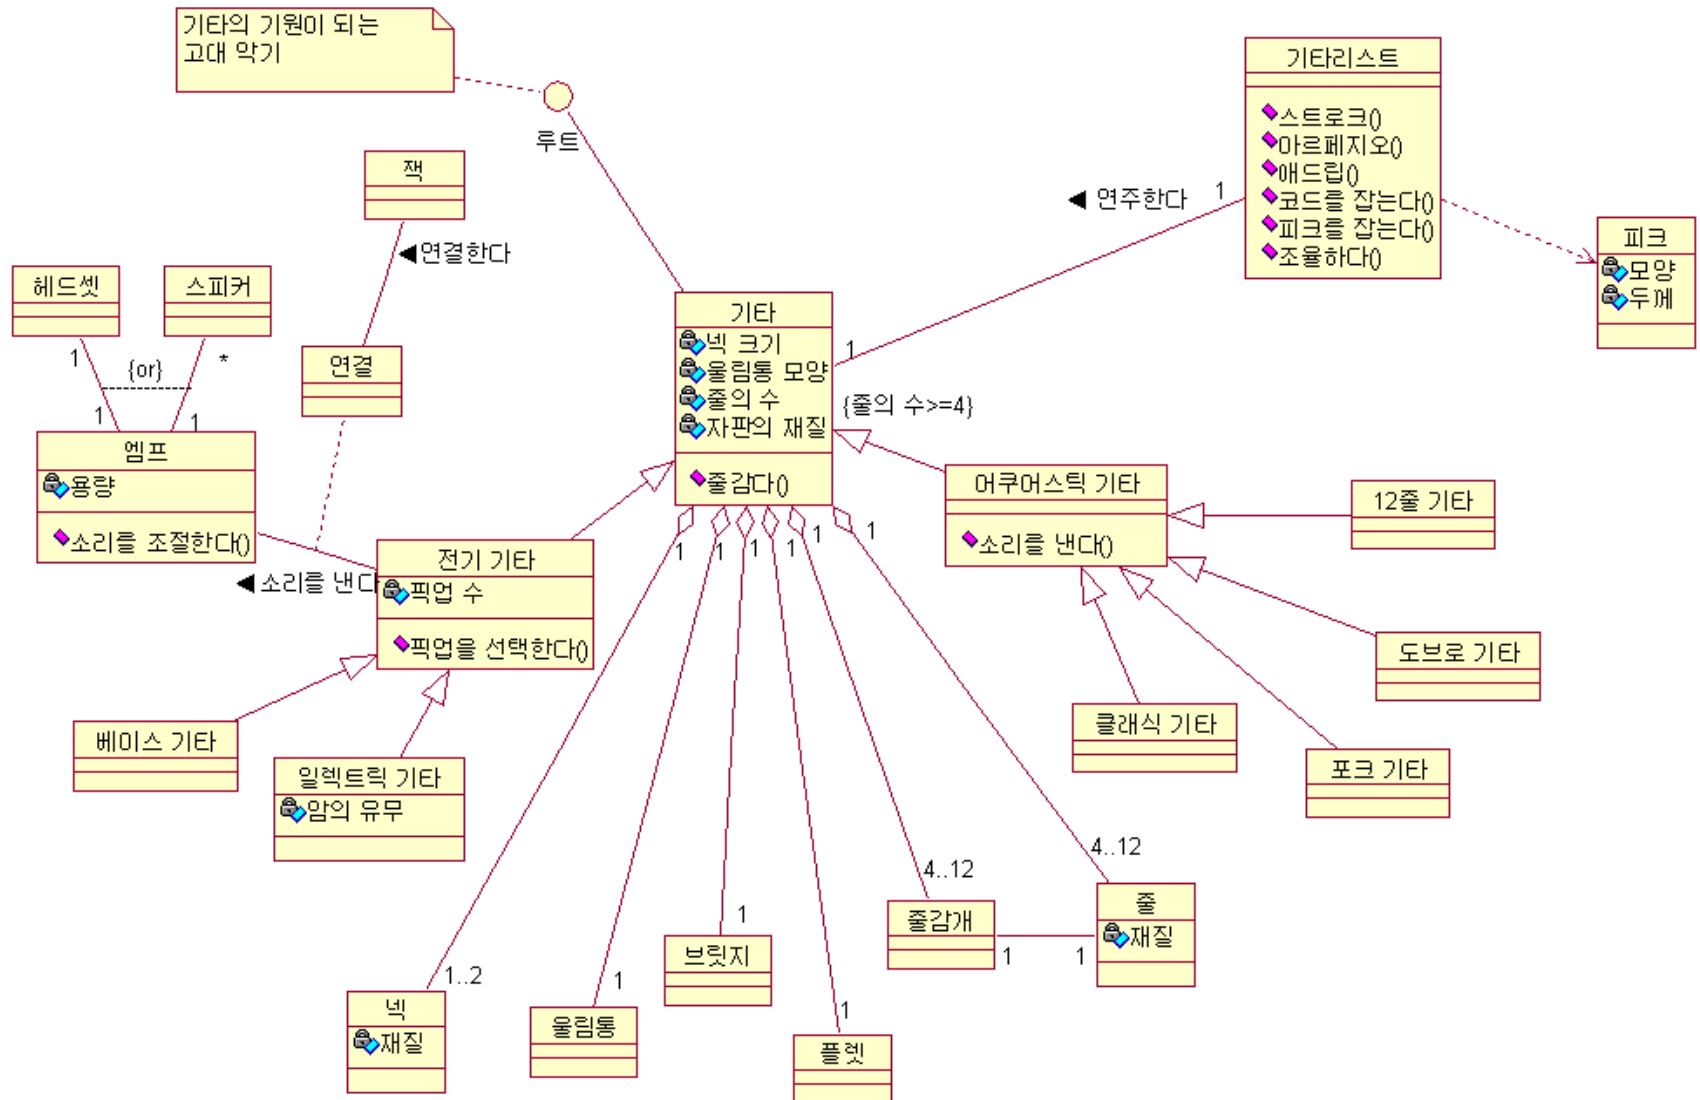 기타의 기원이 되는
고대 악기
루트
기타리스트
스트로크()
아르페지오()
애드립()
코드를 잡는다()
피크를 잡는다()
조율하다()
◀ 연주한다
1
1
피크
모양
두께
잭
◀연결한다
연결
헤드셋
스피커
1
*
{or}
1
1
엠프
용량
소리를 조절한다()
◀ 소리를 낸다
기타
넥 크기
울림통 모양
줄의 수
자판의 재질
줄감다()
{줄의 수>=4}
어쿠어스틱 기타
소리를 낸다()
12줄 기타
도브로 기타
클래식 기타
포크 기타
전기 기타
픽업 수
픽업을 선택한다()
베이스 기타
일렉트릭 기타
암의 유무
1
1
1
1
1
1
4..12
4..12
줄감개
1
1
줄
재질
1
브릿지
1..2
넥
재질
1
울림통
1
플렛